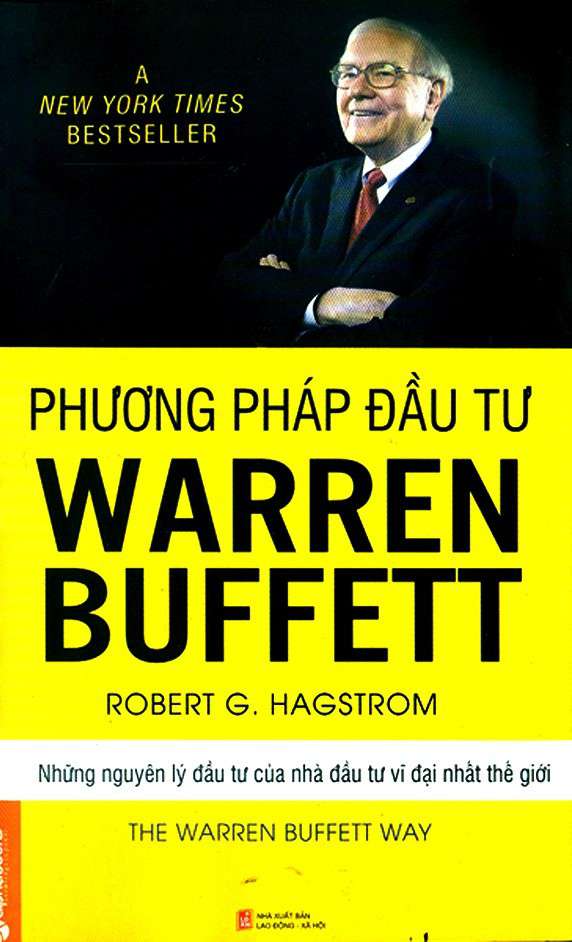 A
NEW YORK TIMES
BESTSELLER
PHƯƠNG PHÁP ĐẦU TƯ
WARREN
BUFFETT
ROBERT G. HAGSTROM
Những nguyên lý đầu tư của nhà đầu tư vĩ đại nhất thế giới
THE WARREN BUFFETT WAY
NHÀ XUẤT BẢN
LAO ĐỘNG - XÃ HỘI